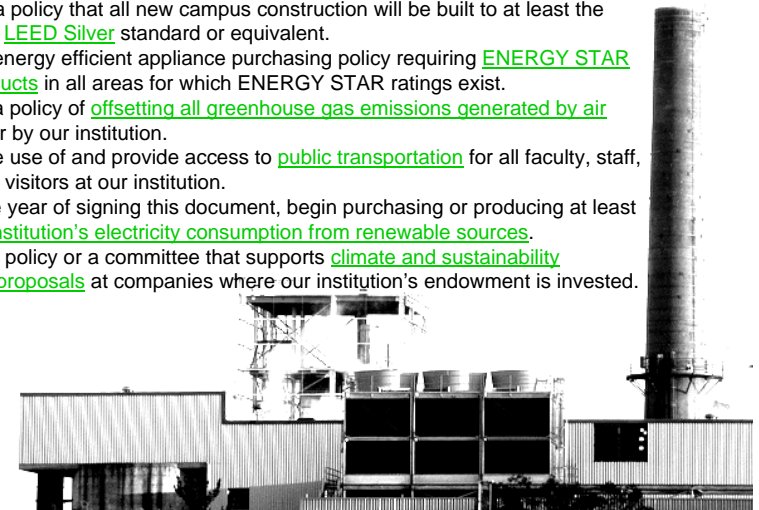 a policy that all new campus construction will be built to at least the
LEED Silver standard or equivalent.
energy efficient appliance purchasing policy requiring ENERGY STAR
ucts in all areas for which ENERGY STAR ratings exist.
a policy of offsetting all greenhouse gas emissions generated by air
r by our institution.
e use of and provide access to public transportation for all faculty, staff,
visitors at our institution.
e year of signing this document, begin purchasing or producing at least
nstitution's electricity consumption from renewable sources.
policy or a committee that supports climate and sustainability
proposals at companies where our institution's endowment is invested.